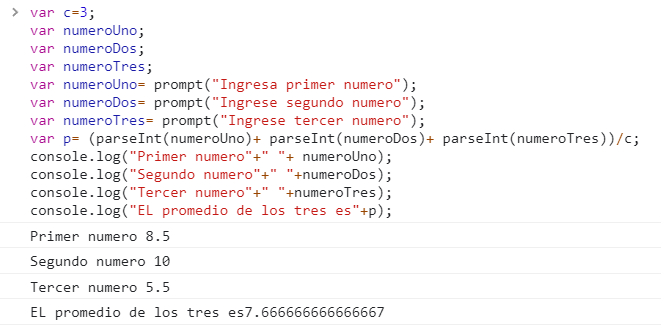 > var c=3;
var numeroUno;
var numeroDos;
var numeroTres;
var numeroUno= prompt("Ingresa primer numero");
var numeroDos= prompt("Ingrese segundo numero");
var numeroTres= prompt("Ingrese tercer numero");
var p= (parseInt(numeroUno)+ parseInt(numeroDos)+ parseInt(numeroTres))/c;
console.log("Primer numero"+" "+ numeroUno);
console.log("Segundo numero"+" "+numeroDos);
console.log("Tercer numero"+" "+numeroTres);
console.log("EL promedio de los tres es"+p);
Primer numero 8.5
Segundo numero 10
Tercer numero 5.5
EL promedio de los tres es7.666666666666667